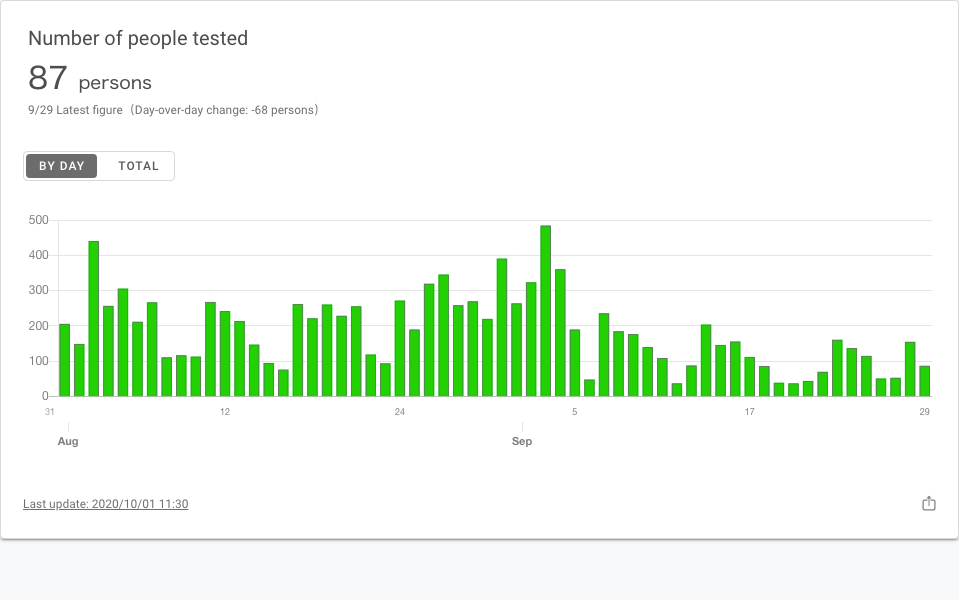 Number of people tested
87 persons
9/29 Latest figure（Day-over-day change: -68 persons）
BY DAY TOTAL
500
400
300
200
100
0
31 12 24 5 17 29
Aug Sep
Last update: 2020/10/01 11:30